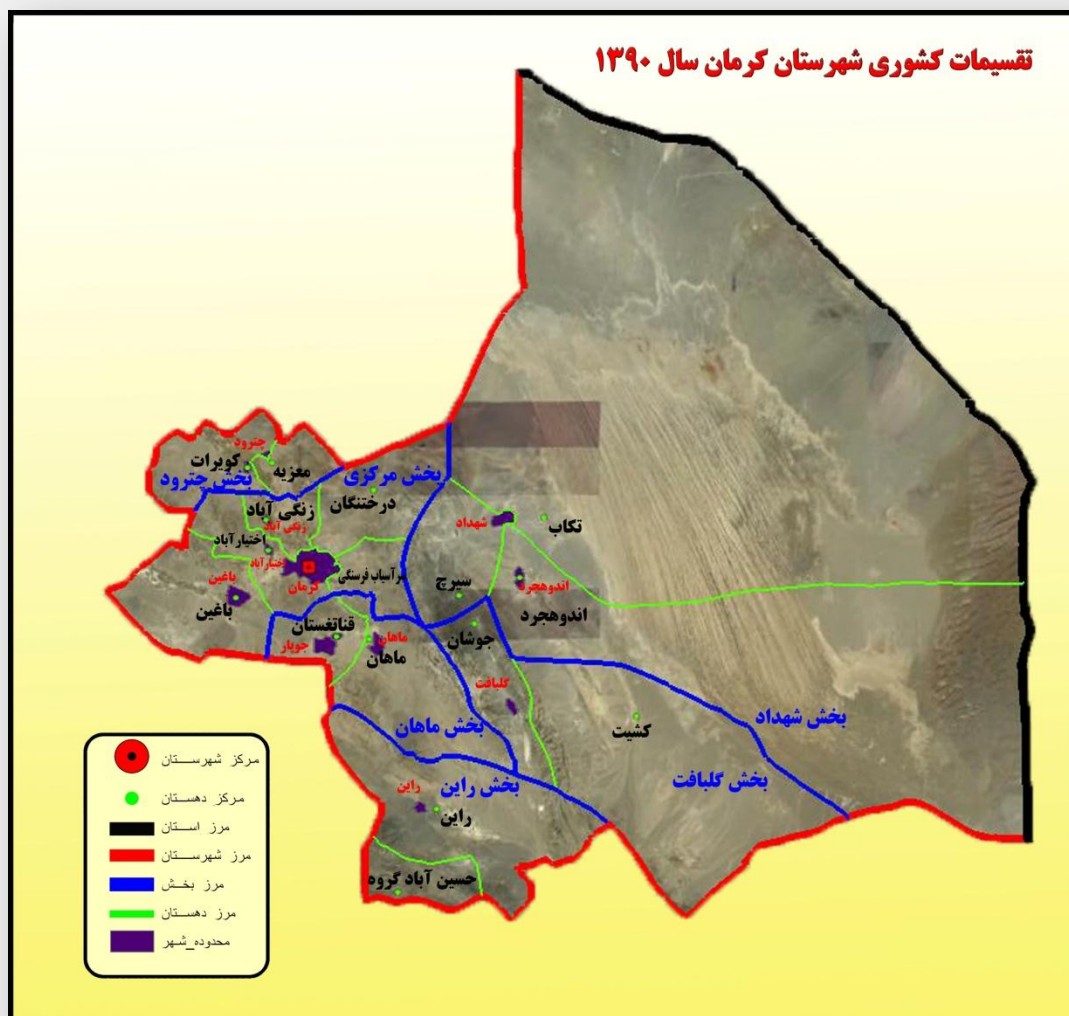 تقسیمات کشوری شهرستان کرمان سال ۱۳۹۰
چترود
کویرات
معزیه
بخش چترود
بخش مرکزی
درختنگان
زنگی آباد
زنگی آباد
اختیارآباد
اختیارآباد
کرمان
سرآسیاب فرسنگی
باغین
باغین
شهداد
تکاب
سیرچ
اندوهجرد
اندوهجرد
قناتغستان
جوپار
ماهان
ماهان
جوشان
گلبافت
کشیت
بخش ماهان
بخش شهداد
بخش گلبافت
بخش راین
راین
راین
حسین آباد گروه
مرکز شهرستان
مرکز دهستان
مرز استان
مرز شهرستان
مرز بخش
مرز دهستان
محدوده_شهر